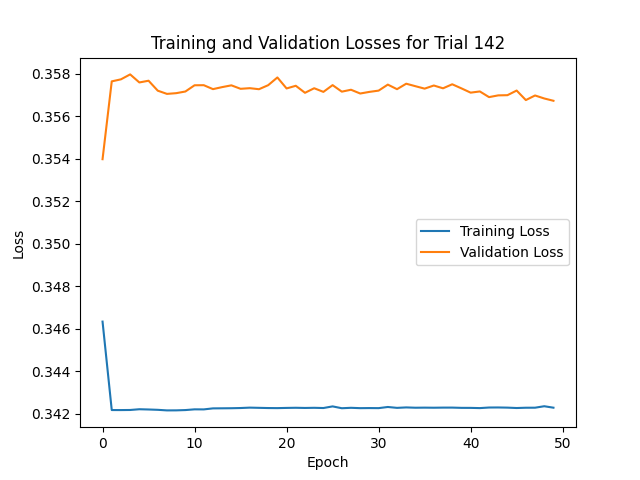 Training and Validation Losses for Trial 142
0.358
0.356
0.354
0.352
0.350
0.348
0.346
0.344
0.342
Loss
Training Loss
Validation Loss
0 10 20 30 40 50
Epoch